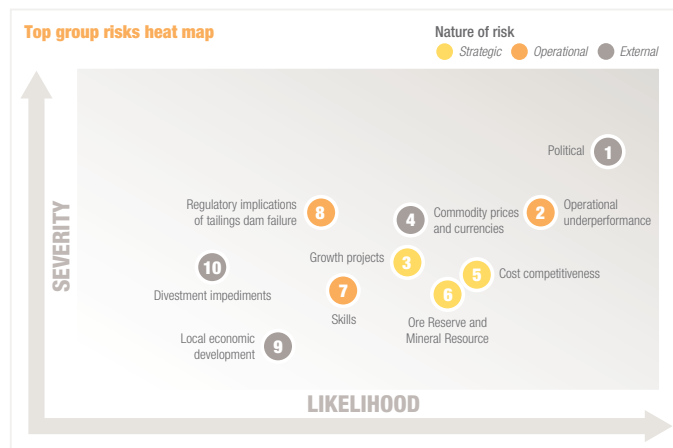 Top group risks heat map
Nature of risk
Strategic
Operational
External
SEVERITY
Political
1
Regulatory implications
of tailings dam failure
8
4
Commodity prices
and currencies
2
Operational
underperformance
10
Divestment impediments
Growth projects
3
5
Cost competitiveness
7
Skills
6
Ore Reserve and
Mineral Resource
Local economic
development
9
LIKELIHOOD